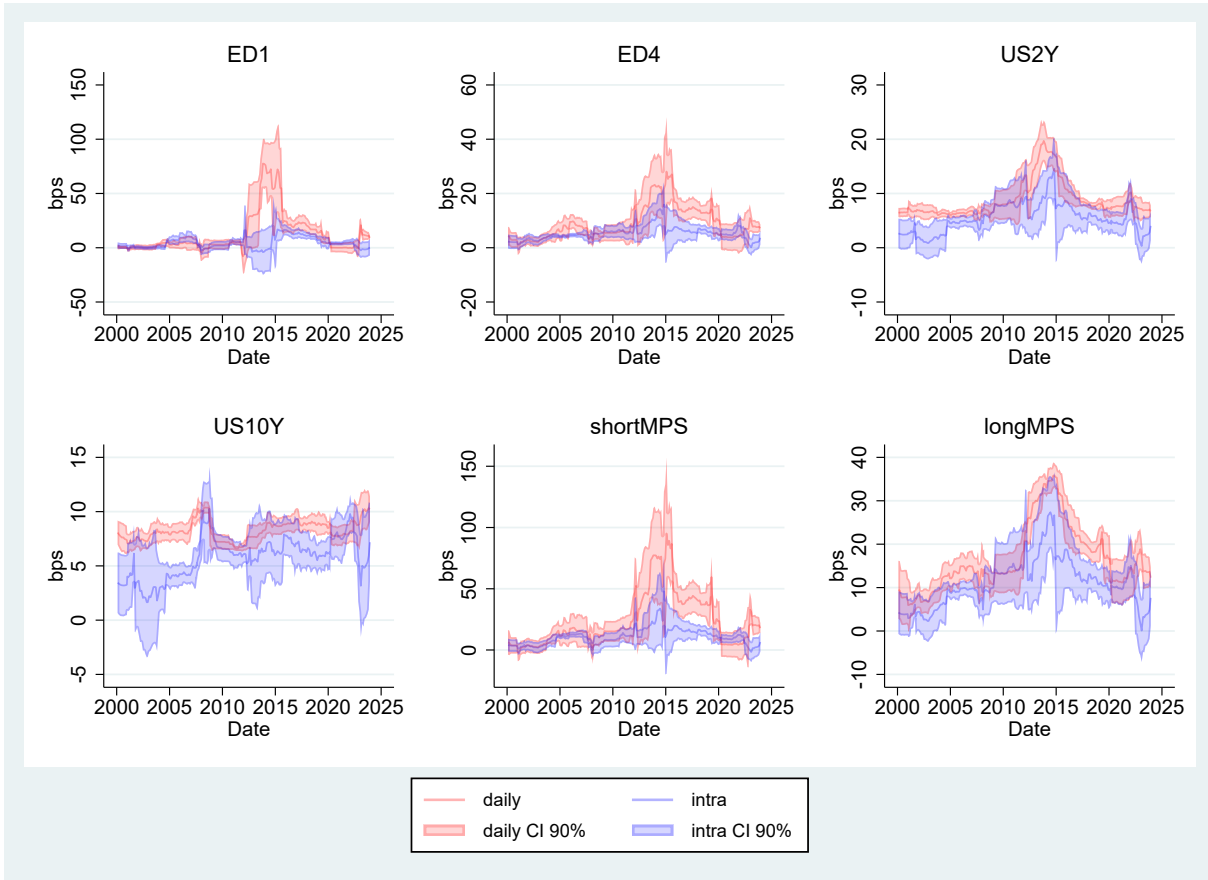 ED1
bps
-50 0 50 100 150
2000 2005 2010 2015 2020 2025
Date
ED4
bps
-20 0 20 40 60
2000 2005 2010 2015 2020 2025
Date
US2Y
bps
-10 0 10 20 30
2000 2005 2010 2015 2020 2025
Date
US10Y
bps
-5 0 5 10 15
2000 2005 2010 2015 2020 2025
Date
shortMPS
bps
0 50 100 150
2000 2005 2010 2015 2020 2025
Date
longMPS
bps
-10 0 10 20 30 40
2000 2005 2010 2015 2020 2025
Date
daily intra
daily CI 90% intra CI 90%